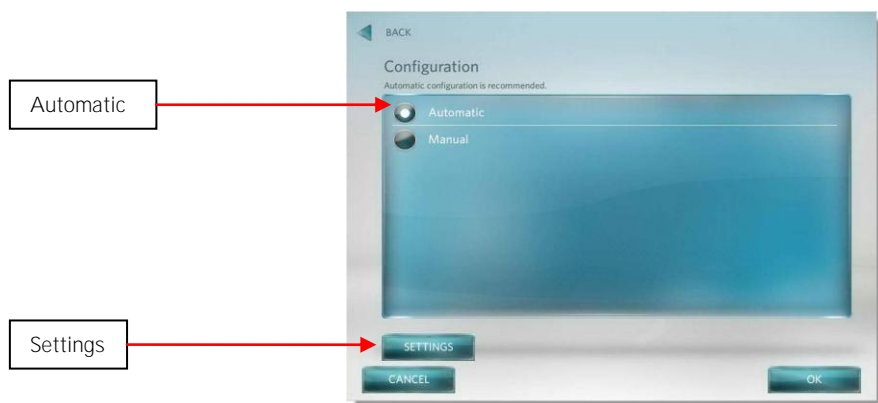 BACK
Configuration
Automatic configuration is recommended.
Automatic
Automatic
Manual
Settings
SETTINGS
CANCEL
OK